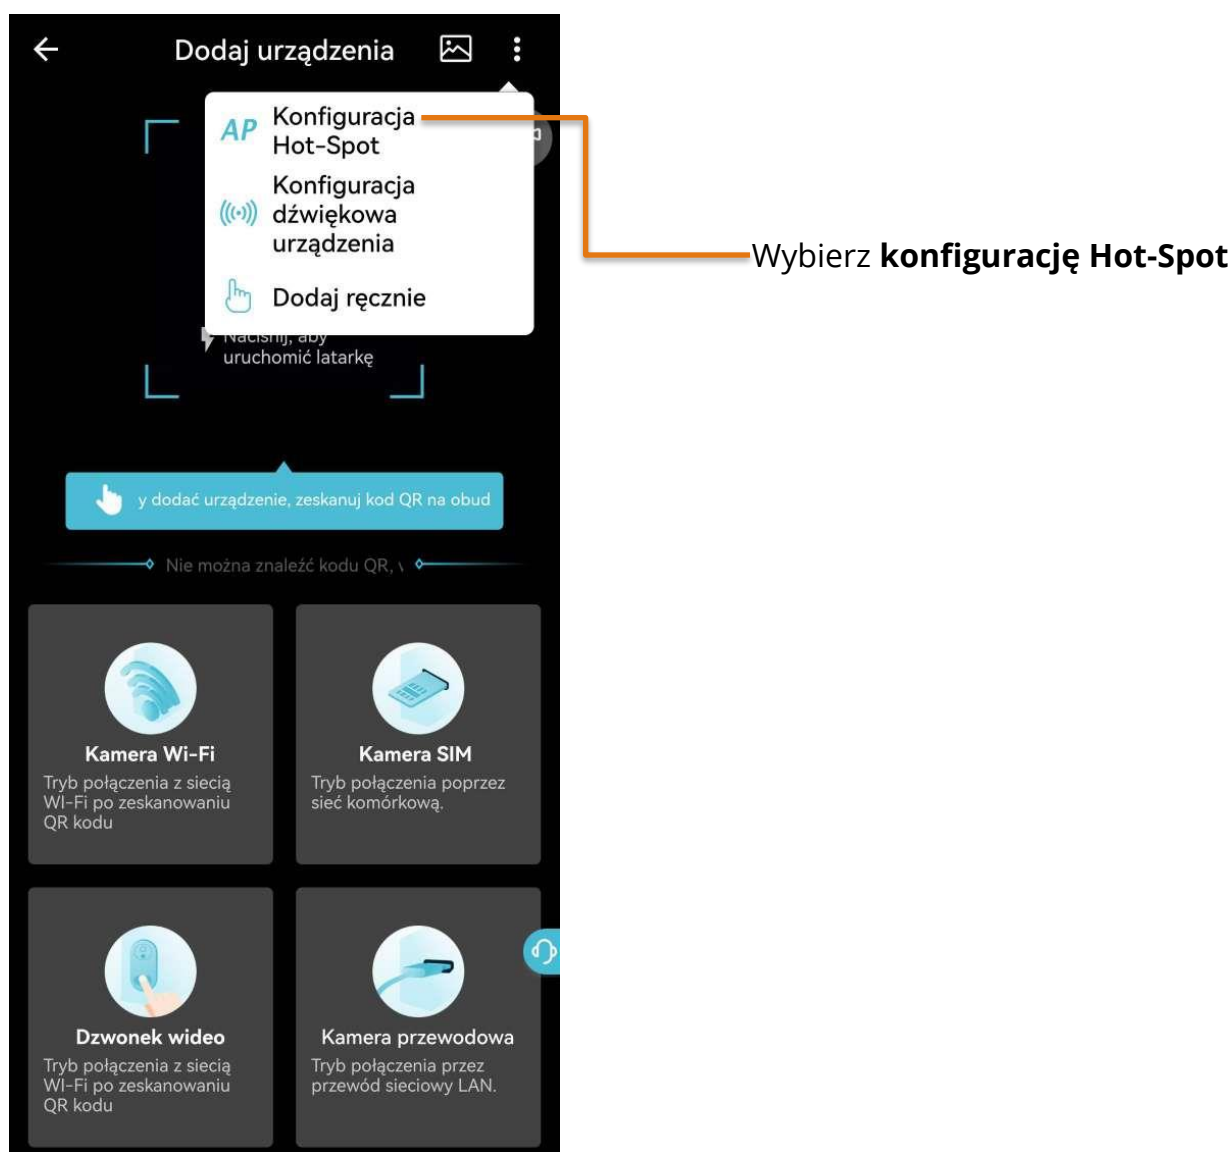 Dodaj urządzenia
AP Konfiguracja
Hot-Spot
Konfiguracja
dźwiękowa
urządzenia
Dodaj ręcznie
Naciśnij, aby
uruchomić latarkę
Wybierz konfigurację Hot-Spot
y dodać urządzenie, zeskanuj kod QR na obud
Nie można znaleźć kodu QR,
Kamera Wi-Fi
Tryb połączenia z siecią
WI-Fi po zeskanowaniu
QR kodu
Kamera SIM
Tryb połączenia poprzez
sieć komórkową.
Dzwonek wideo
Tryb połączenia z siecią
WI-Fi po zeskanowaniu
QR kodu
Kamera przewodowa
Tryb połączenia przez
przewód sieciowy LAN.